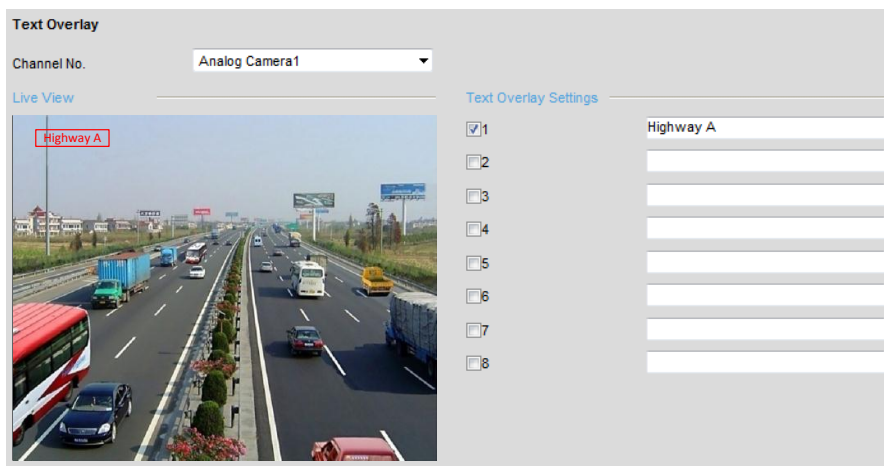 Text Overlay
Channel No.
Analog Camera1
Live View
Highway A
Text Overlay Settings
1
Highway A
2
3
4
5
6
7
8